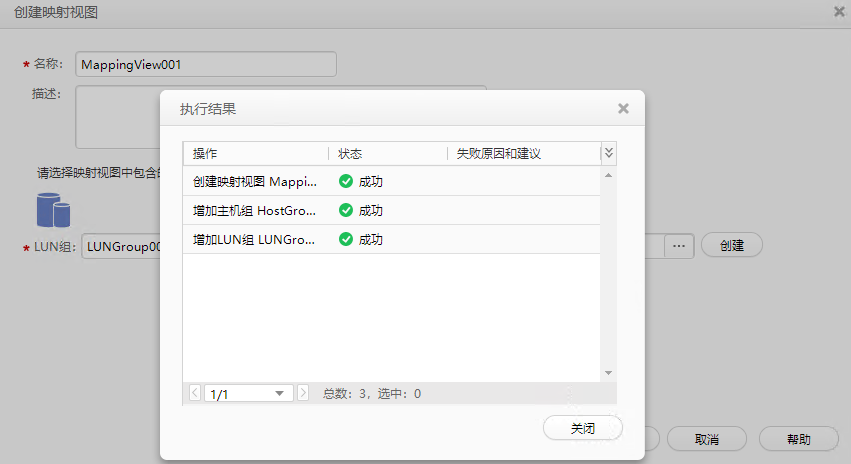 创建映射视图
* 名称: MappingView001
描述:
执行结果
操作 状态 失败原因和建议
创建映射视图 Mappi... 成功
增加主机组 HostGro... 成功
增加LUN组 LUNGro... 成功
1/1 总数: 3, 选中: 0
关闭
请选择映射视图中包含
* LUN组: LUNGroup00 ... 创建
取消 帮助